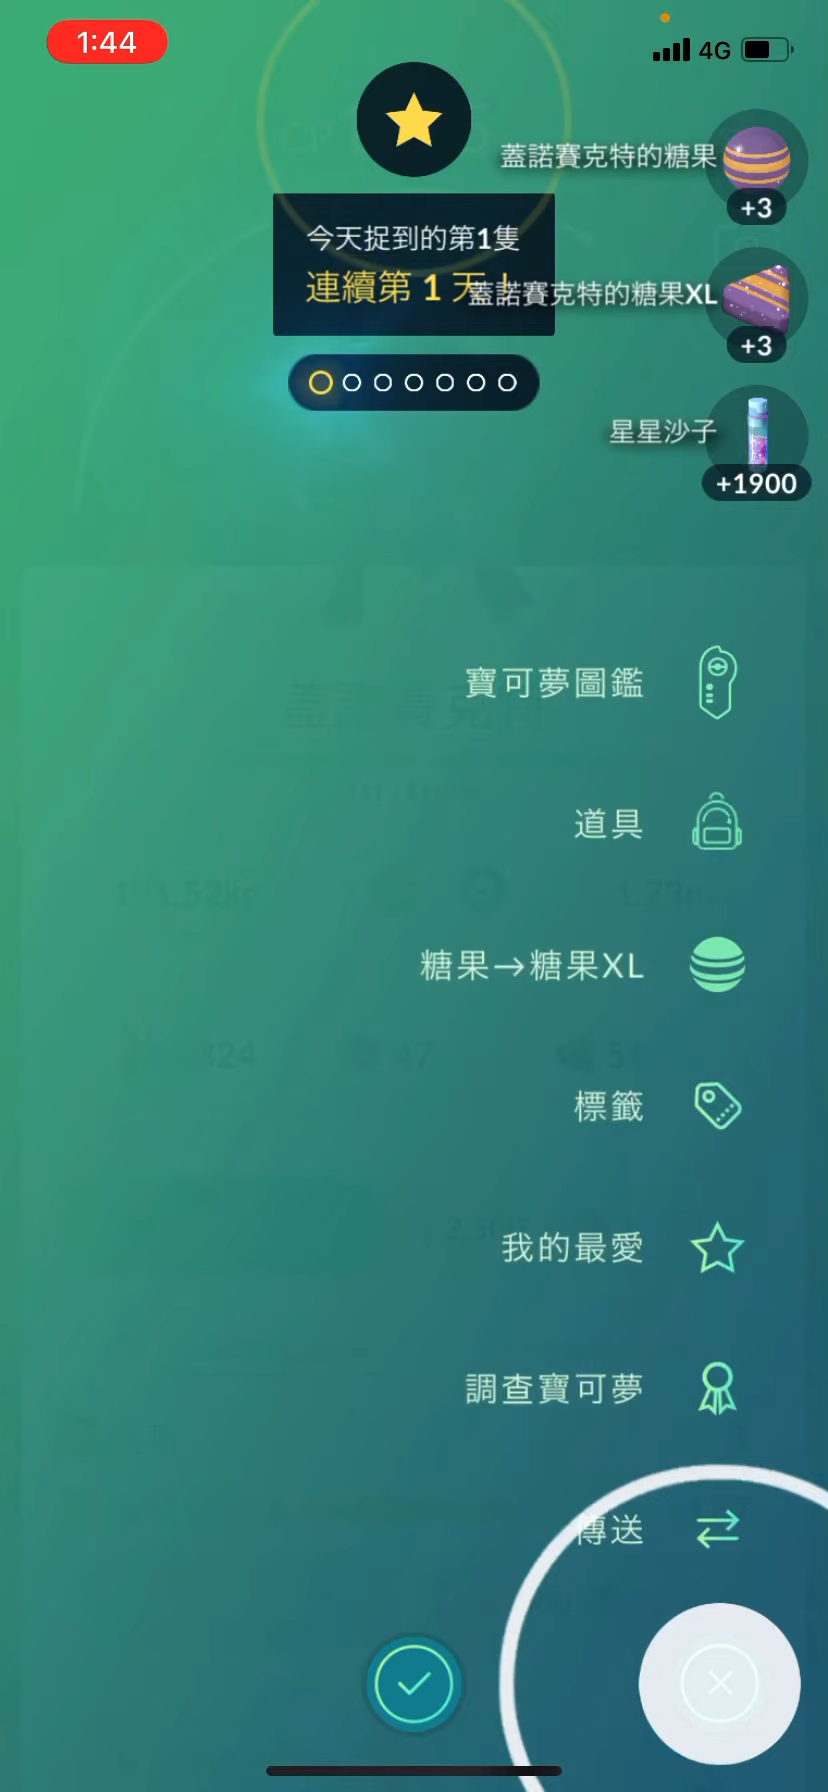 1:44
4G
蓋諾賽克特的糖果
+3
今天捉到的第1隻
連續第 1 天！
蓋諾賽克特的糖果XL
+3
星星沙子
+1900
寶可夢圖鑑
道具
糖果→糖果XL
標籤
我的最愛
調查寶可夢
傳送